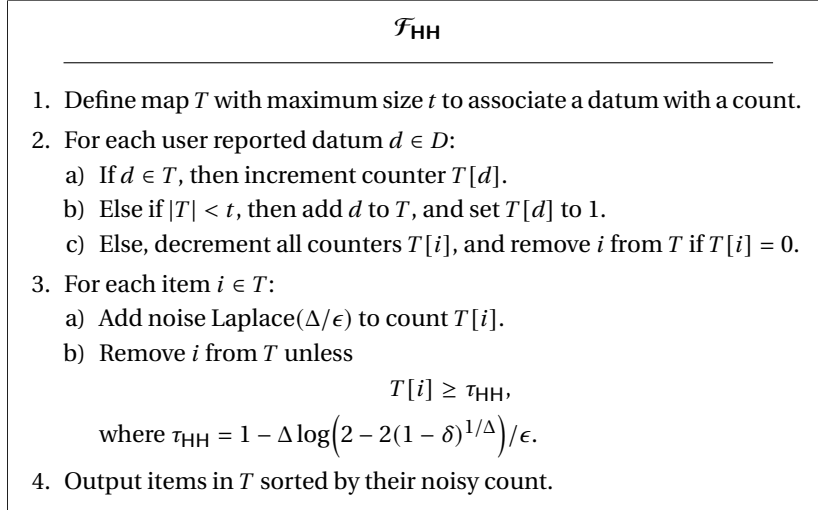 𝓕HH
1. Define map T with maximum size t to associate a datum with a count.
2. For each user reported datum d ∈ D:
a) If d ∈ T, then increment counter T[d].
b) Else if |T| < t, then add d to T, and set T[d] to 1.
c) Else, decrement all counters T[i], and remove i from T if T[i] = 0.
3. For each item i ∈ T:
a) Add noise Laplace(Δ/ϵ) to count T[i].
b) Remove i from T unless
T[i] ≥ τHH,
where τHH = 1 − Δ log(2 − 2(1 − δ)^{1/Δ})/ϵ.
4. Output items in T sorted by their noisy count.